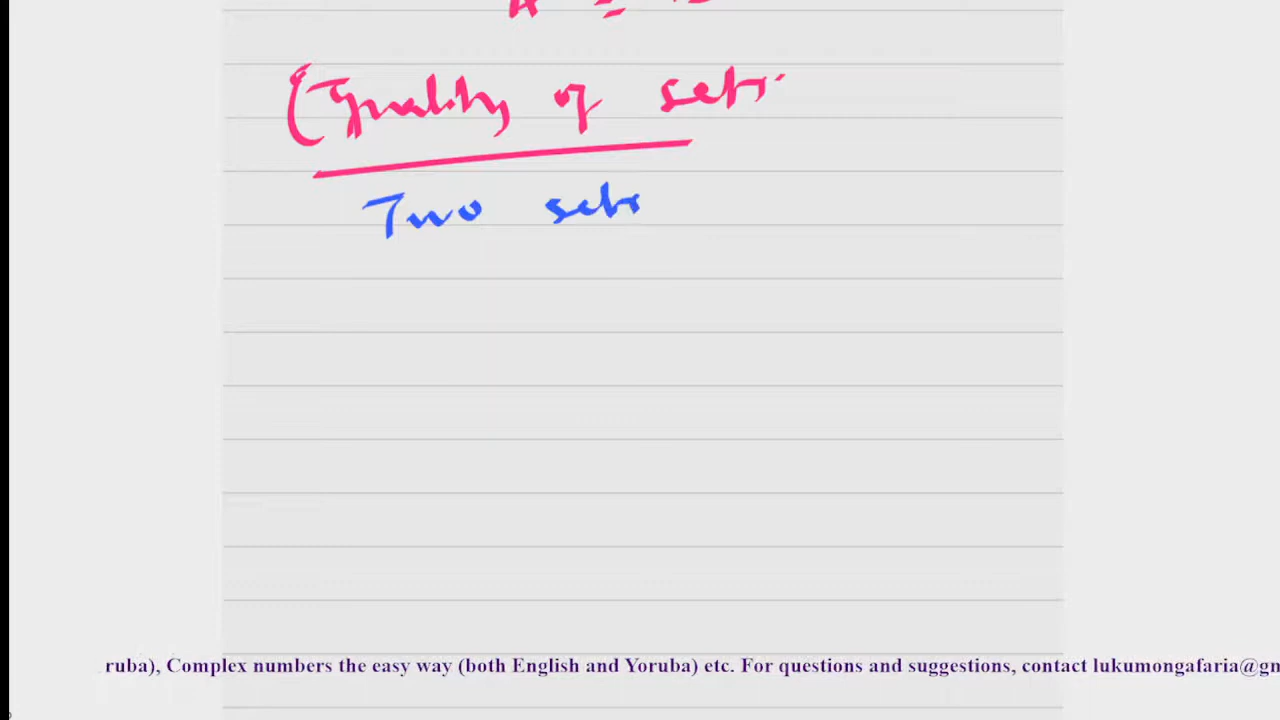 Equality of sets.
Two sets
ruba), Complex numbers the easy way (both English and Yoruba) etc. For questions and suggestions, contact lukumongafaria@gm